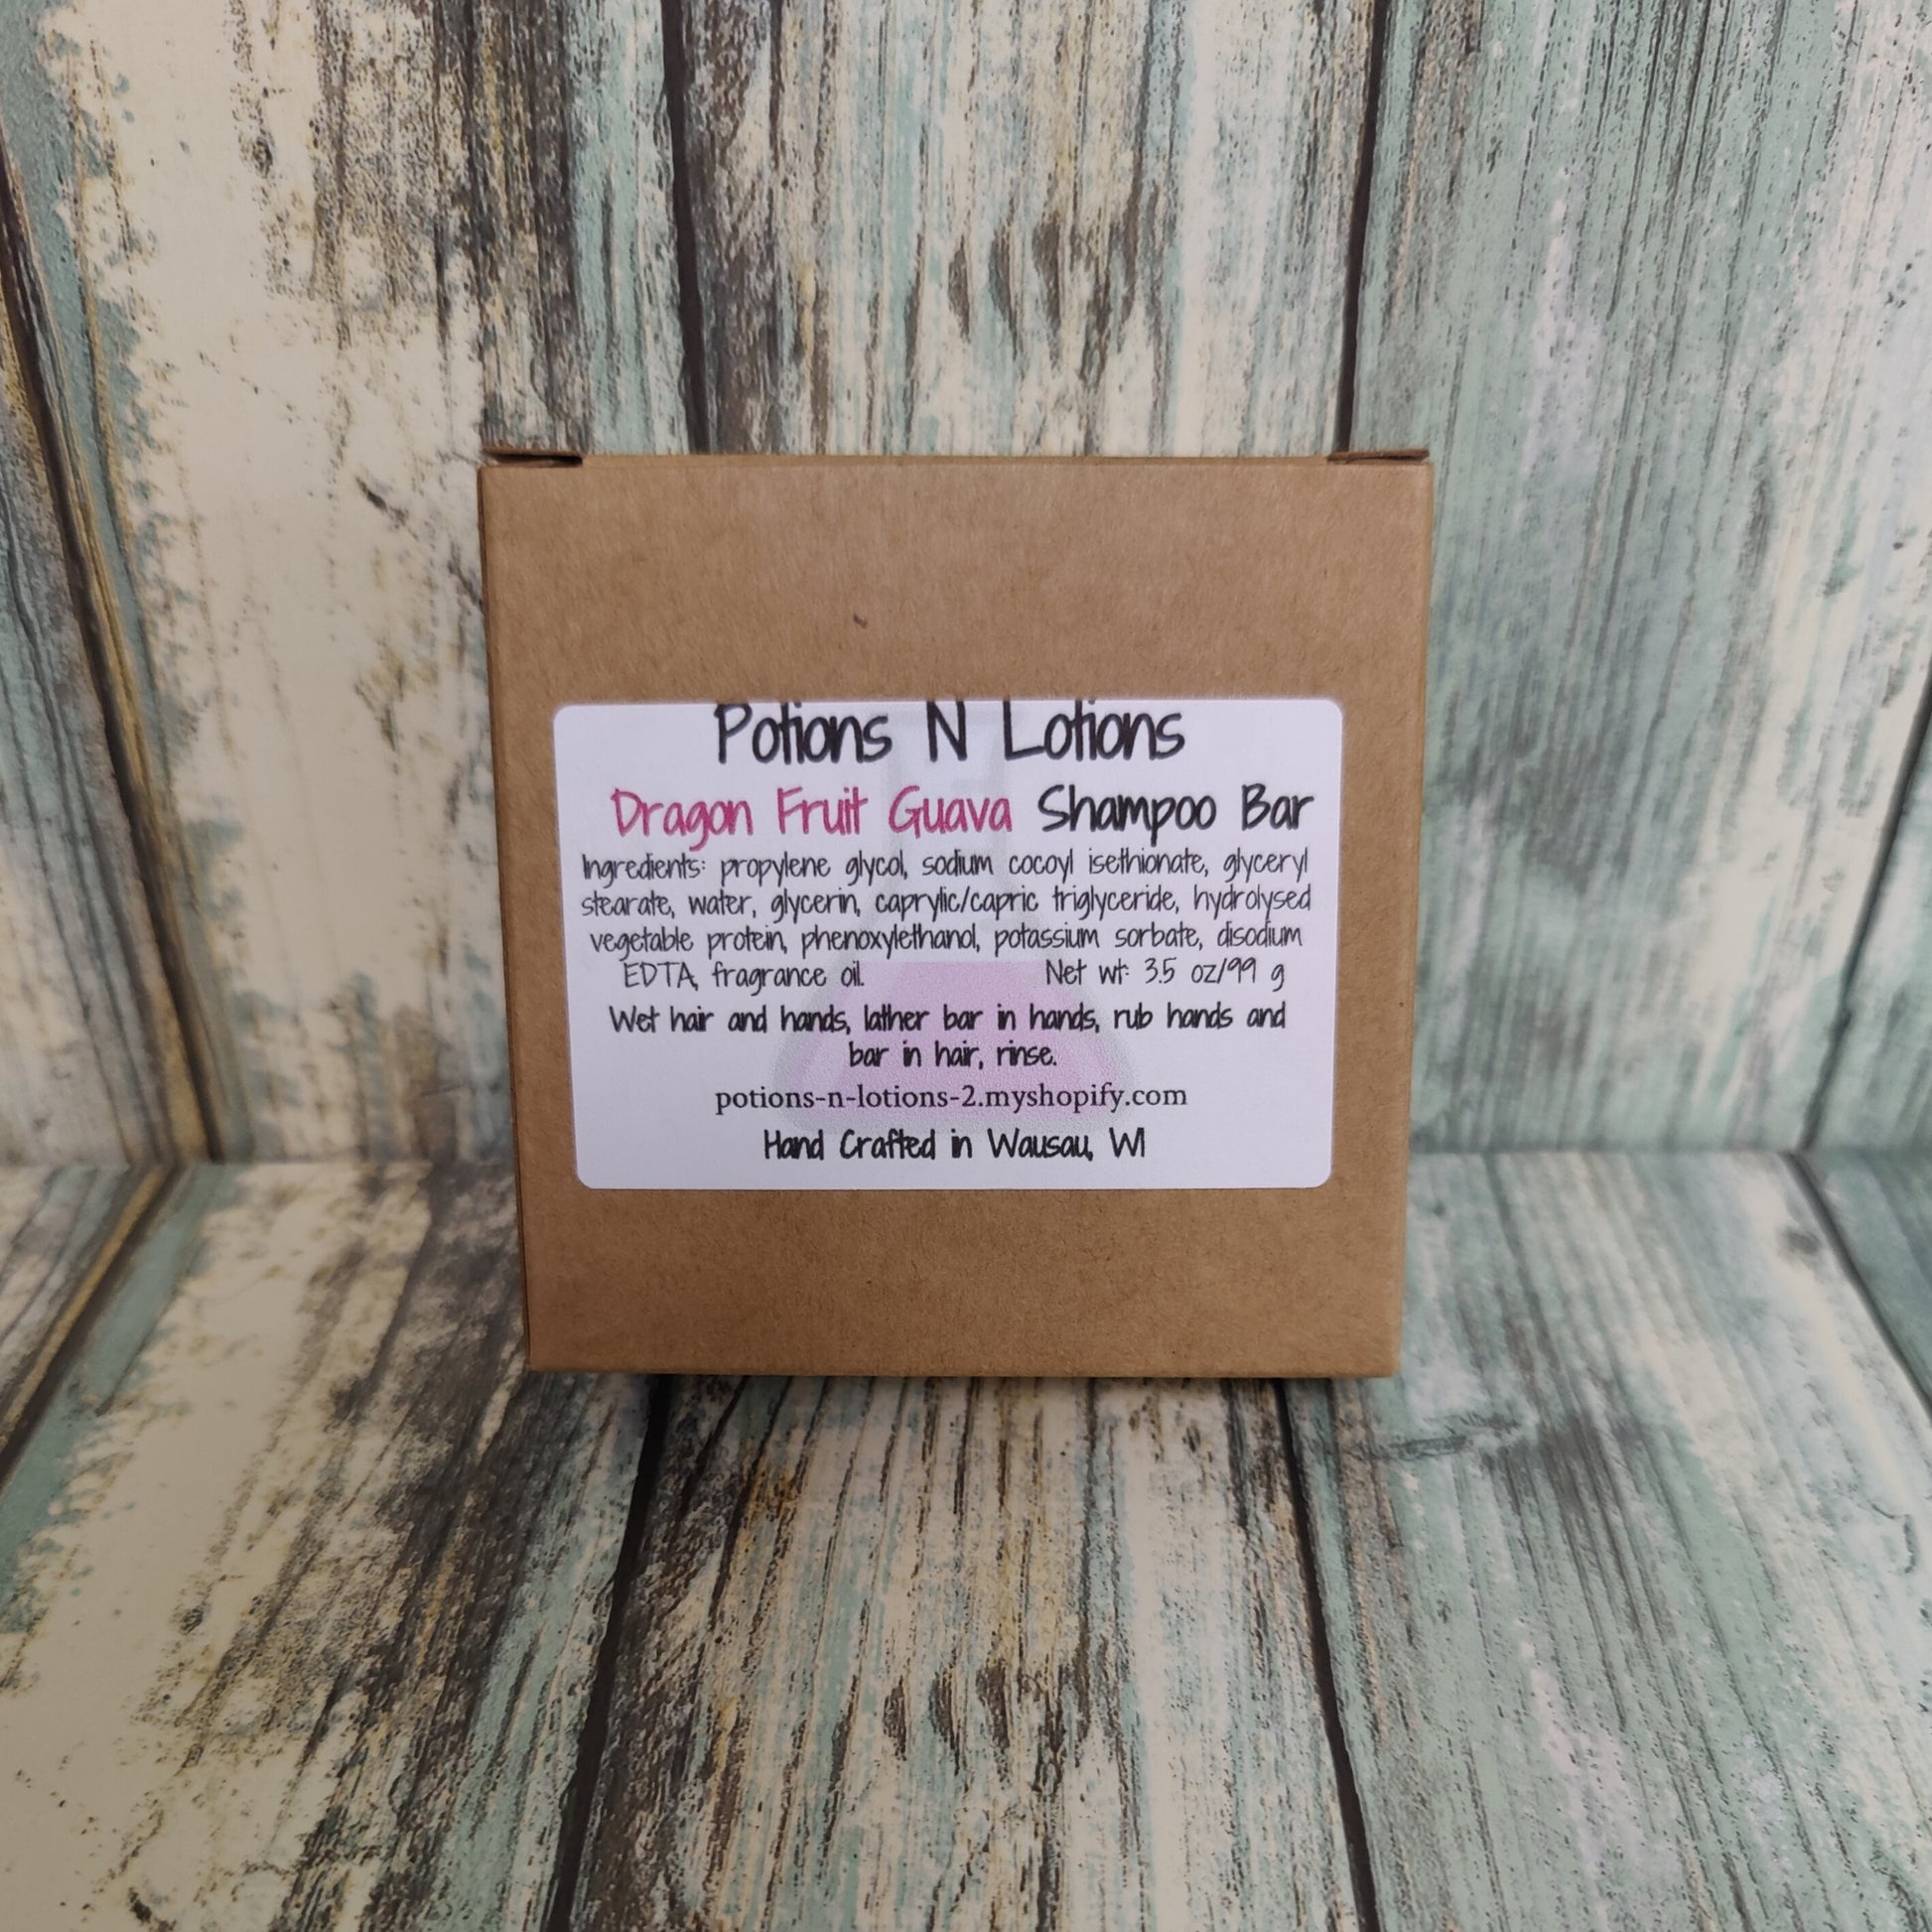 Potions N Lotions
Dragon Fruit Guava Shampoo Bar
Ingredients: propylene glycol, sodium cocoyl isethionate, glyceryl
stearate, water, glycerin, caprylic/capric triglyceride, hydrolysed
vegetable protein, phenoxylethanol, potassium sorbate, disodium
EDTA, fragrance oil. Net wt: 3.5 oz/99 g
Wet hair and hands, lather bar in hands, rub hands and
bar in hair, rinse.
potions-n-lotions-2.myshopify.com
Hand Crafted in Wausau, WI